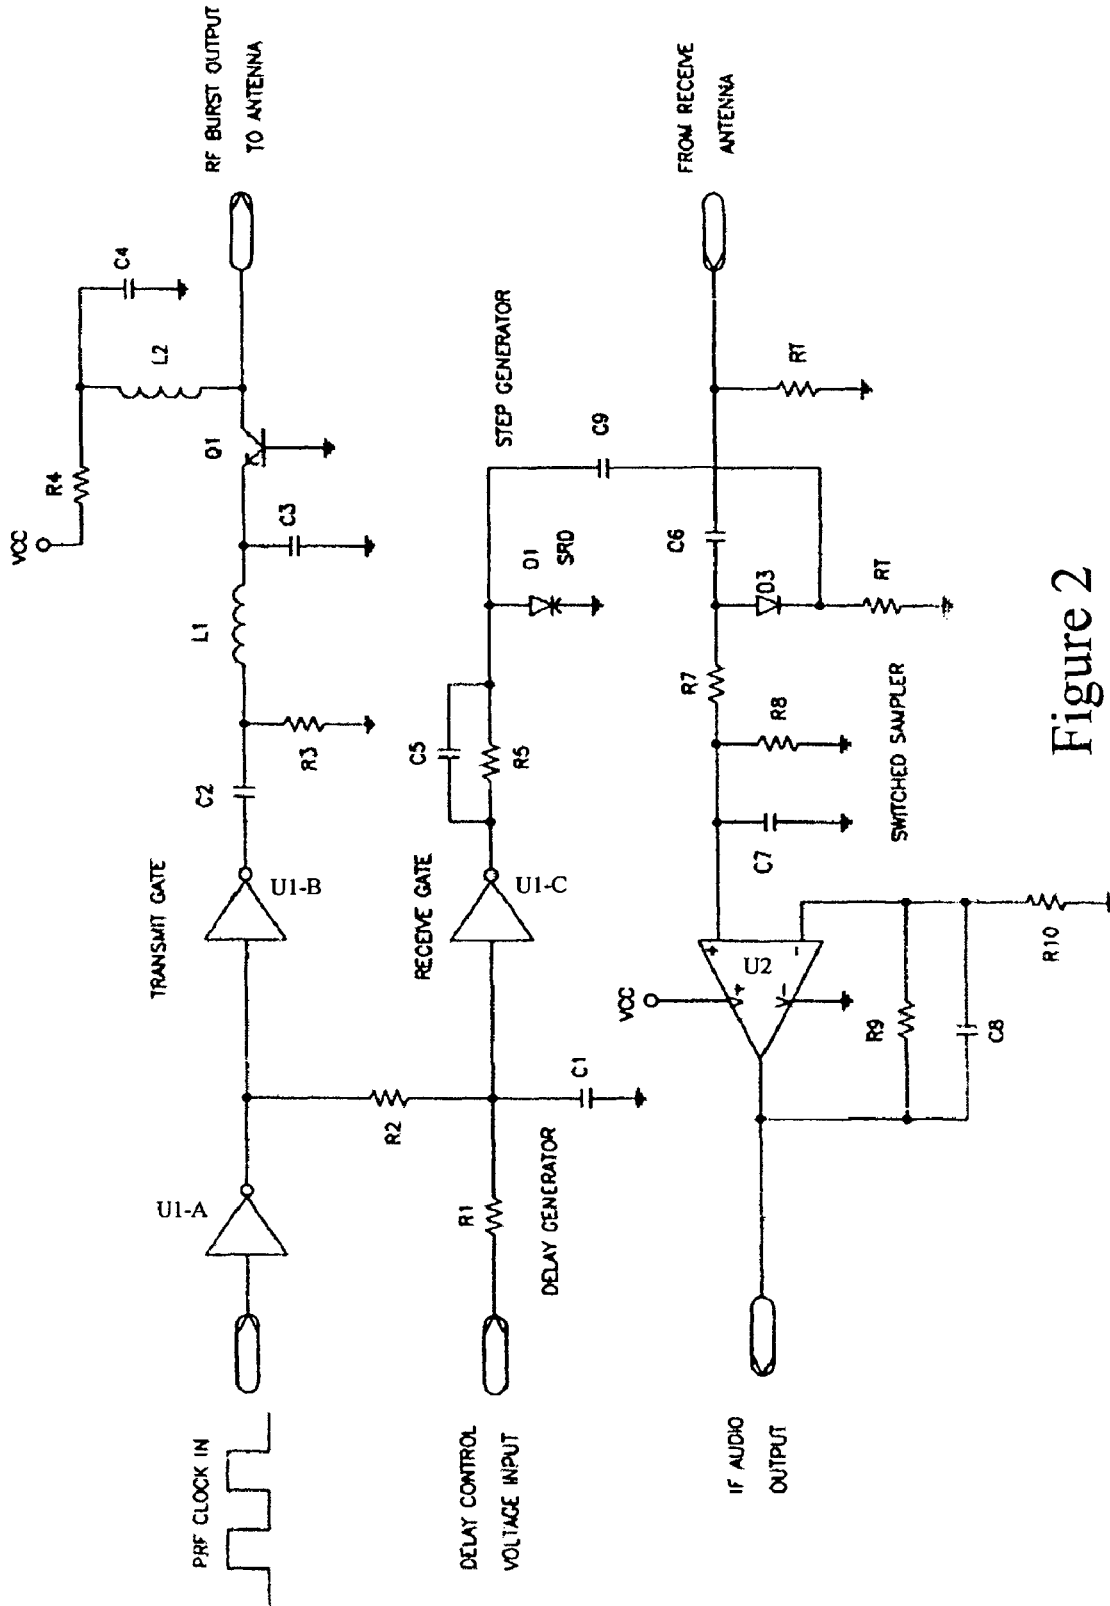 PRF CLOCK IN
U1-A
TRANSMIT GATE
U1-B
C2
R3
L1
C3
VCC
R4
Q1
L2
C4
RF BURST OUTPUT
TO ANTENNA
DELAY CONTROL
VOLTAGE INPUT
R1
DELAY GENERATOR
R2
C1
RECEIVE GATE
U1-C
C5
R5
D1
SRD
STEP GENERATOR
C9
IF AUDIO
OUTPUT
VCC
U2
+
-
V+
V-
R9
C8
R10
C7
R8
SWITCHED SAMPLER
R7
D3
C6
RT
RT
FROM RECEIVE
ANTENNA
Figure 2